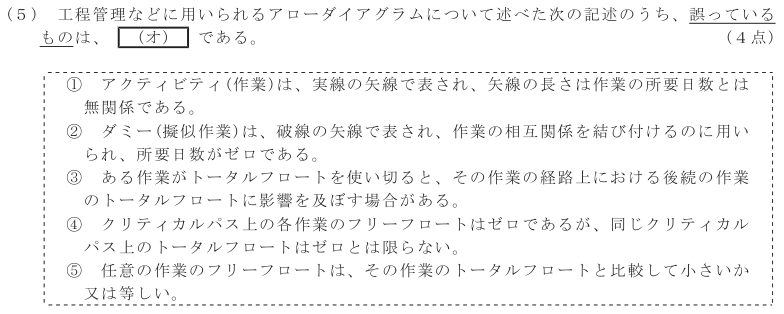 (5) 工程管理などに用いられるアローダイアグラムについて述べた次の記述のうち、誤っている
ものは、 (オ) である。 (4点)
① アクティビティ(作業)は、実線の矢線で表され、矢線の長さは作業の所要日数とは
無関係である。
② ダミー(擬似作業)は、破線の矢線で表され、作業の相互関係を結び付けるのに用い
られ、所要日数がゼロである。
③ ある作業がトータルフロートを使い切ると、その作業の経路上における後続の作業
のトータルフロートに影響を及ぼす場合がある。
④ クリティカルパス上の各作業のフリーフロートはゼロであるが、同じクリティカル
パス上のトータルフロートはゼロとは限らない。
⑤ 任意の作業のフリーフロートは、その作業のトータルフロートと比較して小さいか
又は等しい。